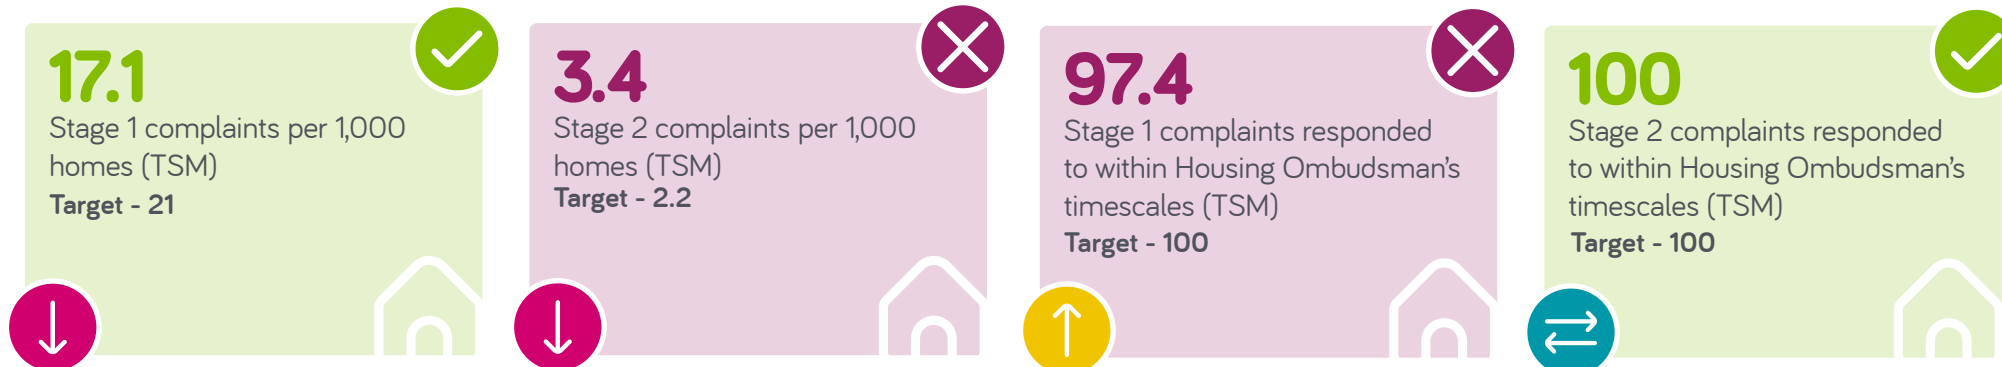 17.1
Stage 1 complaints per 1,000
homes (TSM)
Target - 21
3.4
Stage 2 complaints per 1,000
homes (TSM)
Target - 2.2
97.4
Stage 1 complaints responded
to within Housing Ombudsman’s
timescales (TSM)
Target - 100
100
Stage 2 complaints responded
to within Housing Ombudsman’s
timescales (TSM)
Target - 100